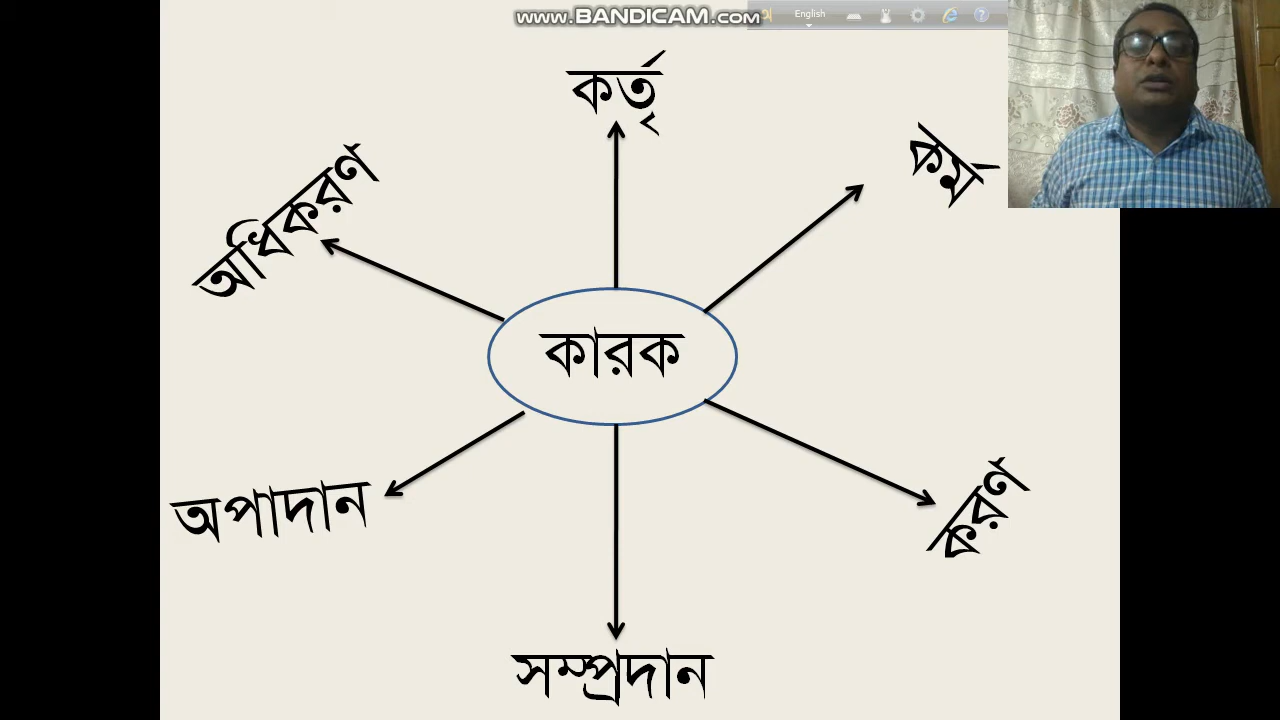 www.BANDICAM.com
English
কর্তৃ
কর্ম
অধিকরণ
কারক
অপাদান
করণ
সম্প্রদান